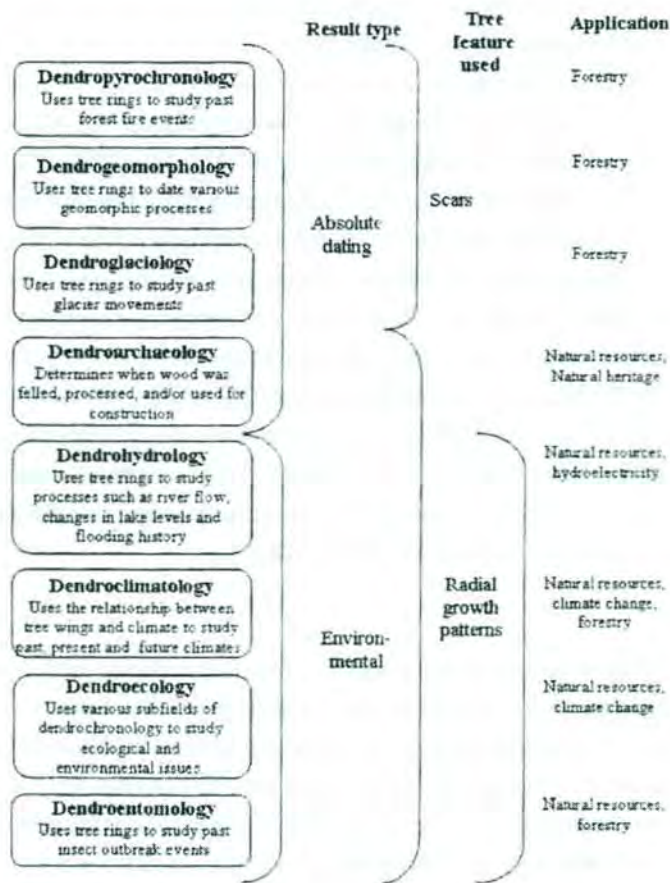 Result type
Tree
feature
used
Application
Dendropyrochronology
Uses tree rings to study past
forest fire events
Forestry
Dendrogeomorphology
Uses tree rings to date various
geomorphic processes
Forestry
Absolute
dating
Scars
Dendroglaciology
Uses tree rings to study past
glacier movements
Forestry
Dendroarchaeology
Determines when wood was
felled, processed, and/or used for
construction
Natural resources,
Natural heritage
Dendrohydrology
Uses tree rings to study
processes such as river flow,
changes in lake levels and
flooding history
Natural resources,
hydroelectricity
Dendroclimatology
Uses the relationship between
tree wings and climate to study
past, present and future climates
Environ-
mental
Radial
growth
patterns
Natural resources,
climate change,
forestry
Dendroecology
Uses various subfields of
dendrochronology to study
ecological and
environmental issues
Natural resources,
climate change
Dendroentomology
Uses tree rings to study past
insect outbreak events
Natural resources,
forestry